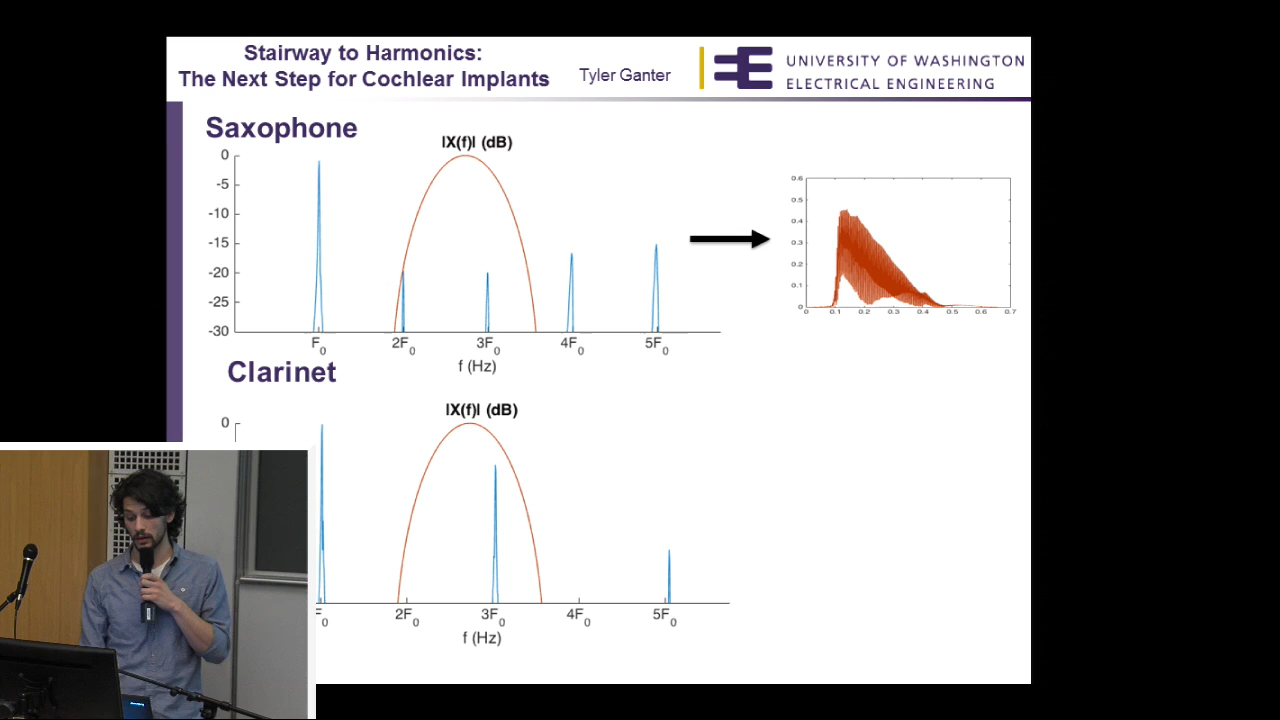 Stairway to Harmonics:
The Next Step for Cochlear Implants
Tyler Ganter
UNIVERSITY OF WASHINGTON
ELECTRICAL ENGINEERING
Saxophone
|X(f)| (dB)
0
-5
-10
-15
-20
-25
-30
F0 2F0 3F0 4F0 5F0
f (Hz)
0.6
0.5
0.4
0.3
0.2
0.1
0
0 0.1 0.2 0.3 0.4 0.5 0.6 0.7
Clarinet
|X(f)| (dB)
0
F0 2F0 3F0 4F0 5F0
f (Hz)